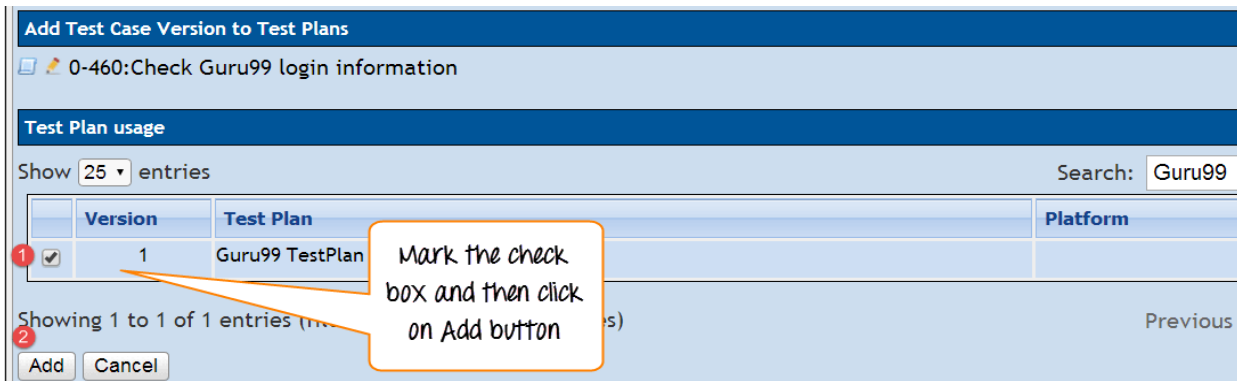 Add Test Case Version to Test Plans
0-460:Check Guru99 login information
Test Plan usage
Show 25 entries
Search: Guru99
Version Test Plan Platform
1
1 Guru99 TestPlan
Mark the check
box and then click
on Add button
Showing 1 to 1 of 1 entries
Previous
2
Add Cancel